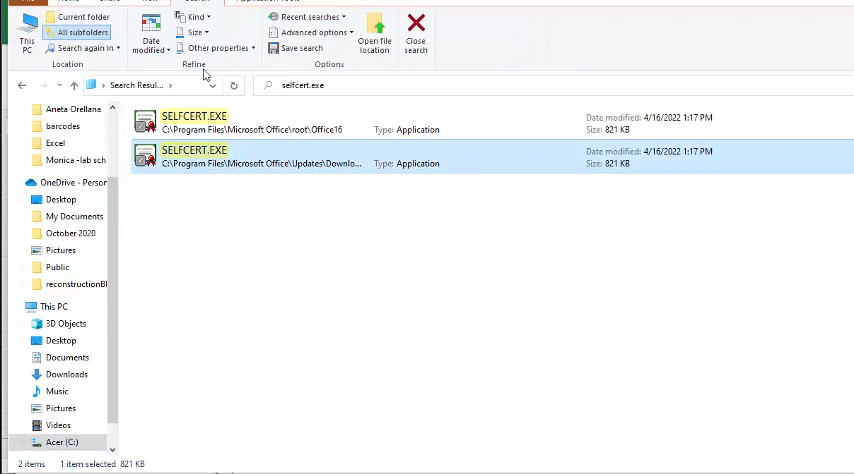 Current folder
All subfolders
Search again in
This
PC
Location
Date
modified
Kind
Size
Other properties
Refine
Recent searches
Advanced options
Save search
Options
Open file
location
Close
search
Search Resul...
selfcert.exe
Aneta Orellana
barcodes
Excel
Monica -lab sch
OneDrive - Person
Desktop
My Documents
October 2020
Pictures
Public
reconstructionBl
This PC
3D Objects
Desktop
Documents
Downloads
Music
Pictures
Videos
Acer (C:)
SELFCERT.EXE
C:\Program Files\Microsoft Office\root\Office16
Type: Application
Date modified: 4/16/2022 1:17 PM
Size: 821 KB
SELFCERT.EXE
C:\Program Files\Microsoft Office\Updates\Downlo...
Type: Application
Date modified: 4/16/2022 1:17 PM
Size: 821 KB
2 items
1 item selected 821 KB